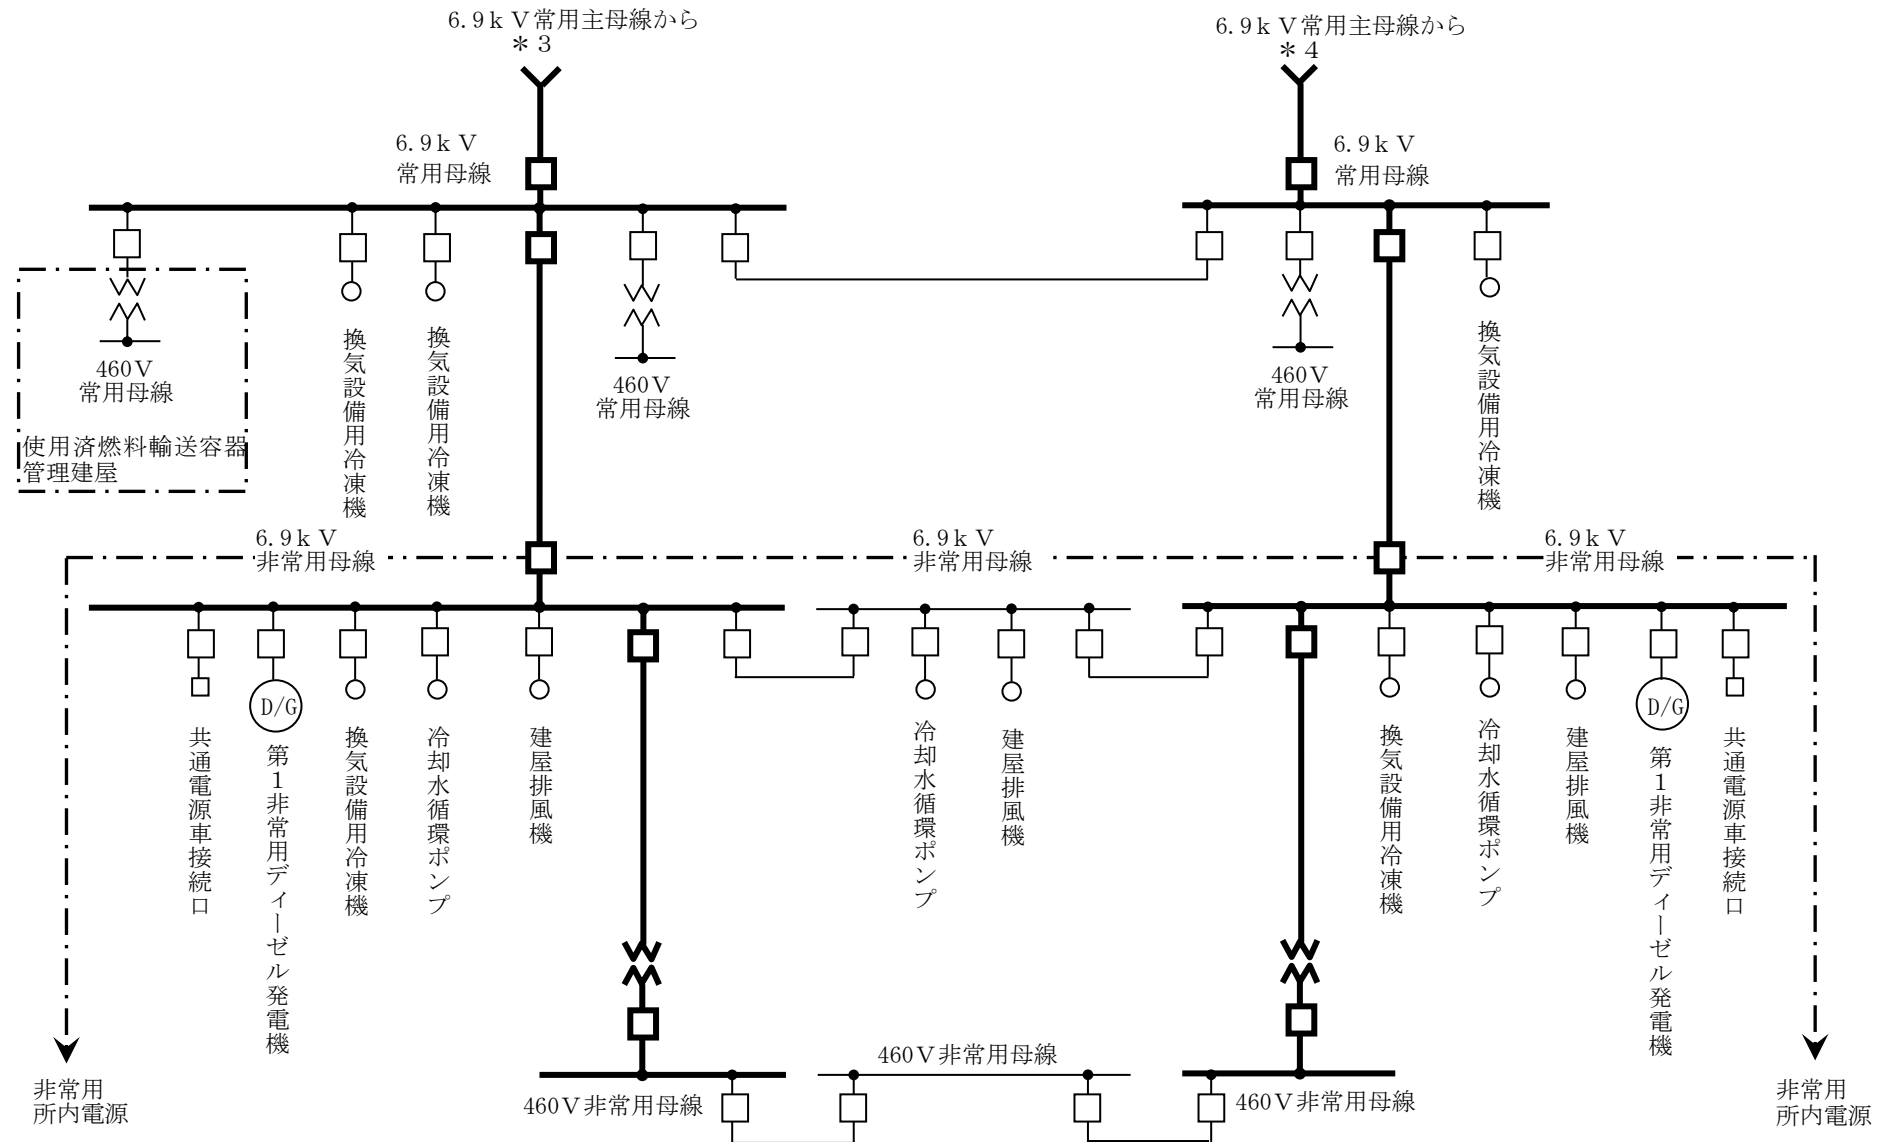 6.9kV常用主母線から
＊3
6.9kV常用主母線から
＊4
6.9kV
常用母線
6.9kV
常用母線
460V
常用母線
使用済燃料輸送容器
管理建屋
換気設備用冷凍機
換気設備用冷凍機
460V
常用母線
460V
常用母線
換気設備用冷凍機
6.9kV
非常用母線
6.9kV
非常用母線
6.9kV
非常用母線
共通電源車接続口
D/G
第1非常用ディーゼル発電機
換気設備用冷凍機
冷却水循環ポンプ
建屋排風機
冷却水循環ポンプ
建屋排風機
換気設備用冷凍機
冷却水循環ポンプ
建屋排風機
D/G
第1非常用ディーゼル発電機
共通電源車接続口
非常用
所内電源
460V非常用母線
460V非常用母線
460V非常用母線
非常用
所内電源